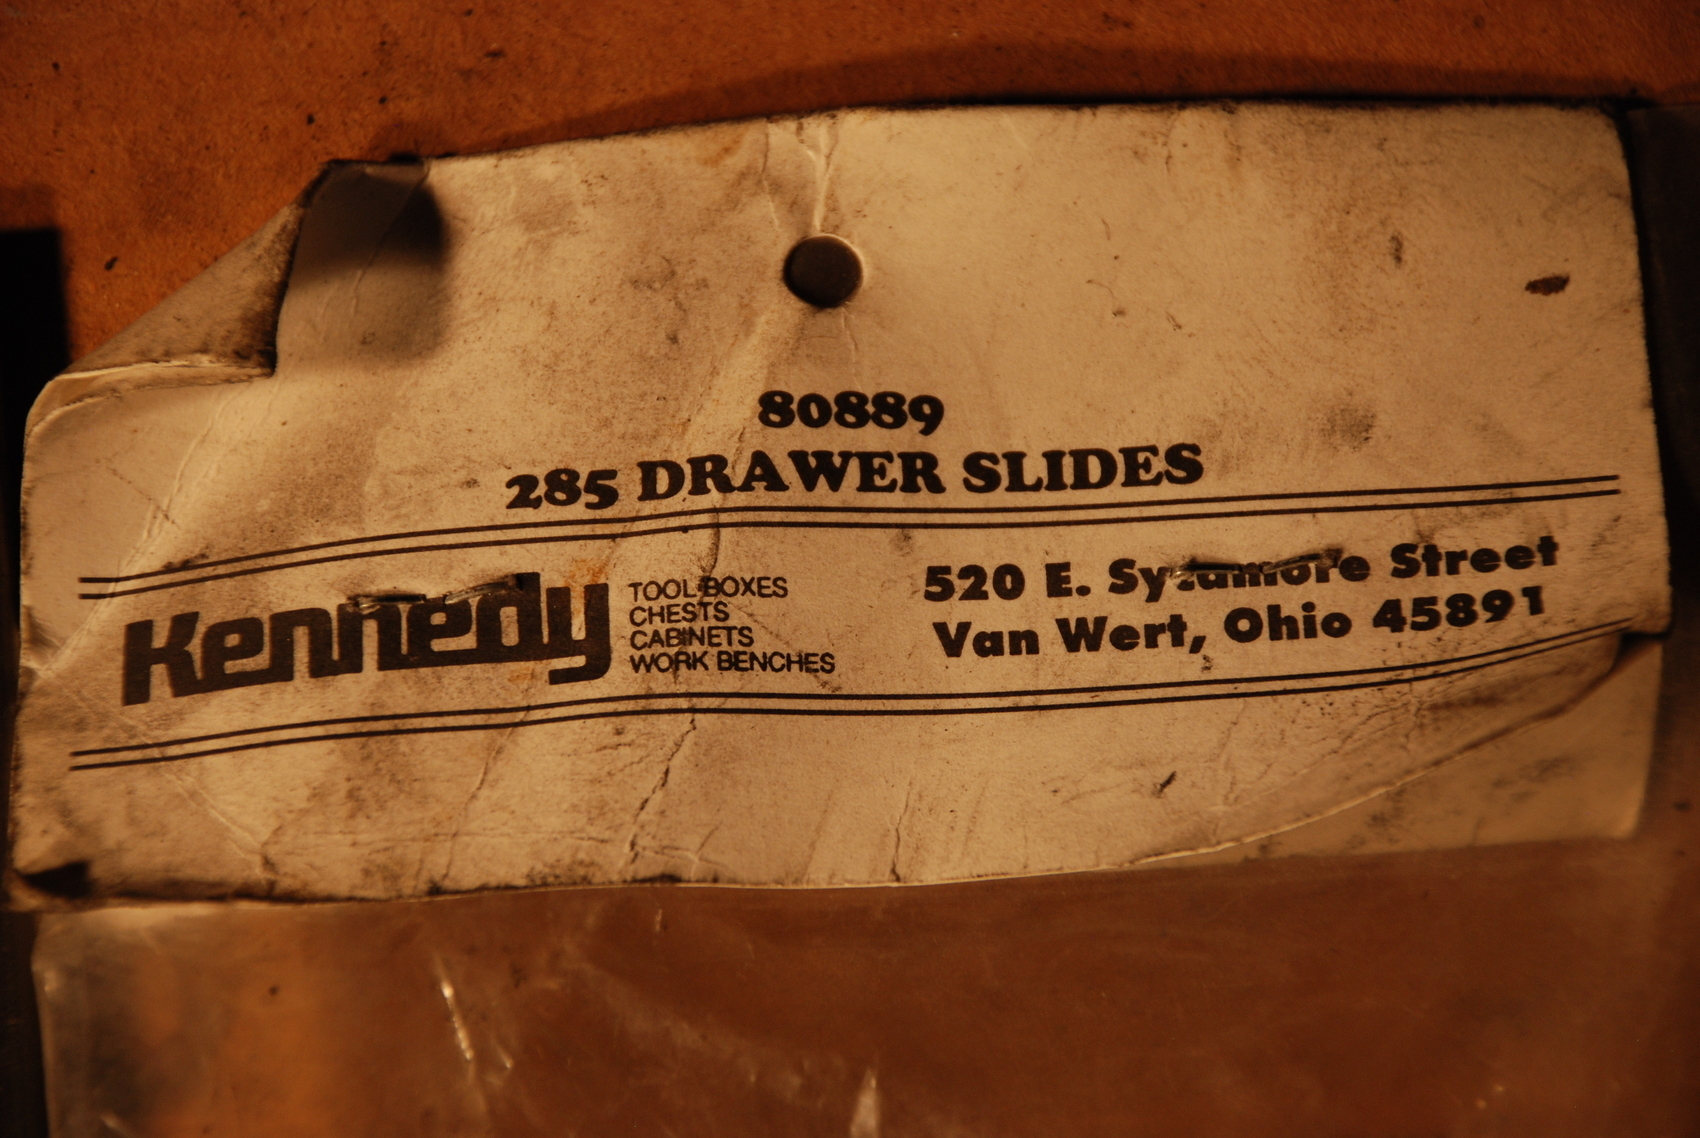 80889
285 DRAWER SLIDES
Kennedy
TOOL BOXES
CHESTS
CABINETS
WORK BENCHES
520 E. Sycamore Street
Van Wert, Ohio 45891